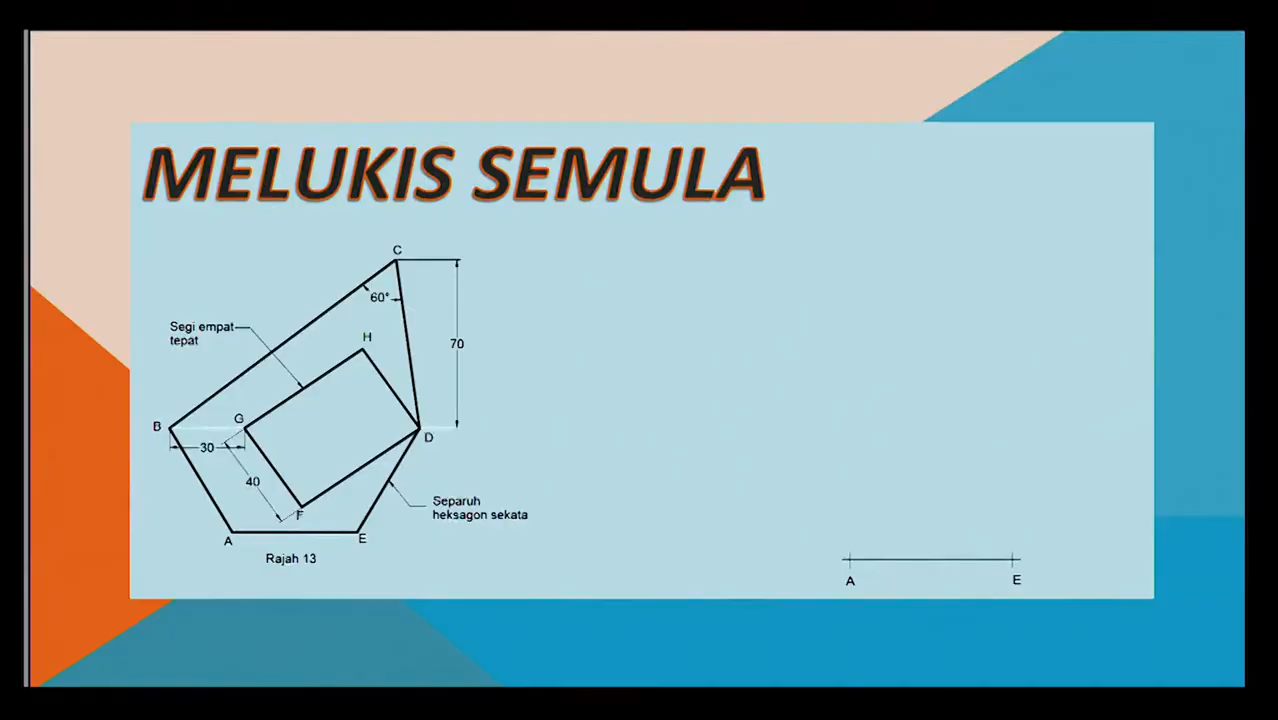 MELUKIS SEMULA
C
60°
Segi empat
tepat
H
70
B
G
D
30
40
F
Separuh
heksagon sekata
A
E
Rajah 13
A
E